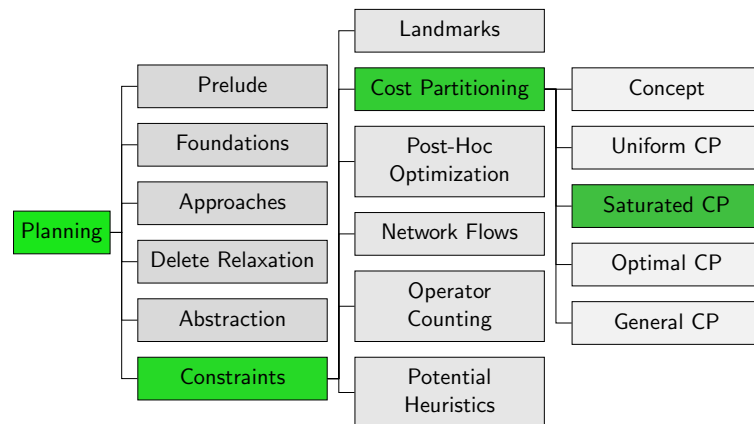 Planning
Prelude
Foundations
Approaches
Delete Relaxation
Abstraction
Constraints
Landmarks
Cost Partitioning
Post-Hoc
Optimization
Network Flows
Operator
Counting
Potential
Heuristics
Concept
Uniform CP
Saturated CP
Optimal CP
General CP